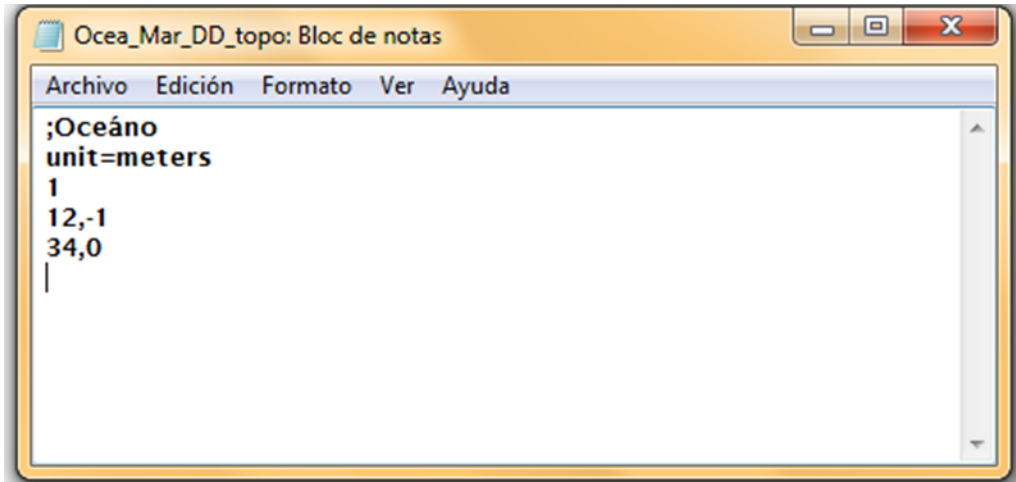 Ocea_Mar_DD_topo: Bloc de notas
Archivo Edición Formato Ver Ayuda
;Oceáno
unit=meters
1
12,-1
34,0